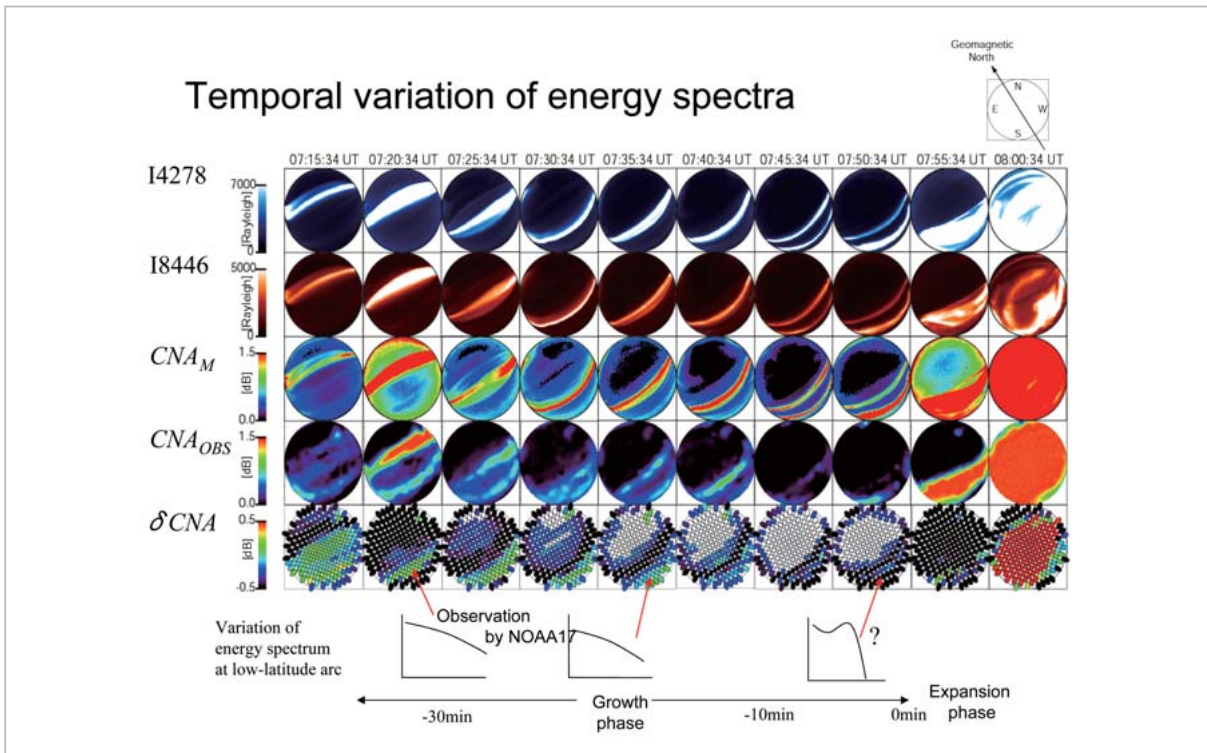 Geomagnetic
North
N
E W
S
Temporal variation of energy spectra
07:15:34 UT 07:20:34 UT 07:25:34 UT 07:30:34 UT 07:35:34 UT 07:40:34 UT 07:45:34 UT 07:50:34 UT 07:55:34 UT 08:00:34 UT
I4278
7000
[Rayleigh]
0
I8446
5000
[Rayleigh]
0
CNA_M
1.5
[dB]
0.0
CNA_OBS
1.5
[dB]
0.0
δ CNA
0.5
[dB]
-0.5
Observation
by NOAA17
?
Variation of
energy spectrum
at low-latitude arc
-30min
Growth
phase
-10min
0min
Expansion
phase